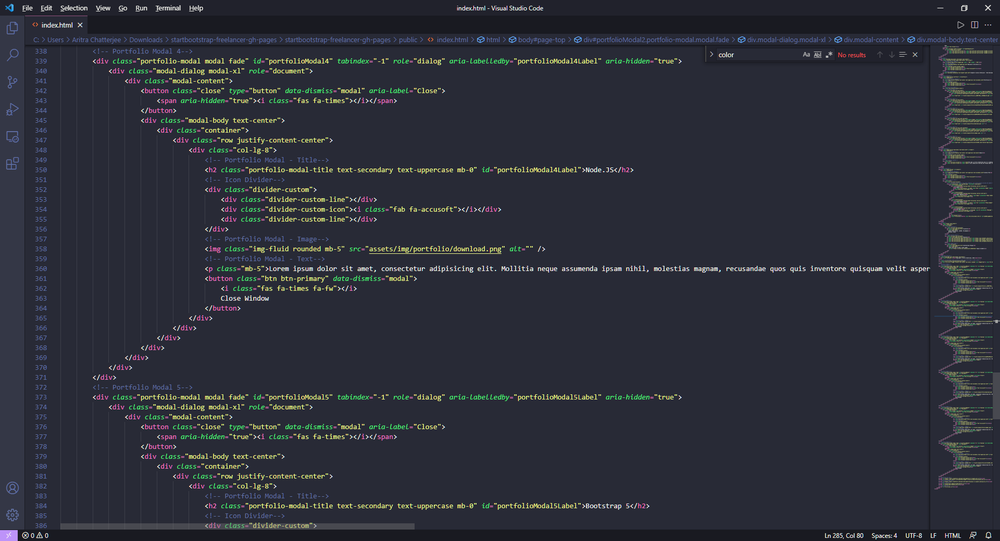 File Edit Selection View Go Run Terminal Help
index.html - Visual Studio Code
index.html
C: > Users > Aritra Chatterjee > Downloads > startbootstrap-freelancer-gh-pages > startbootstrap-freelancer-gh-pages > public > index.html > html > body#page-top > div#portfolioModal2.portfolio-modal.modal.fade > div.modal-dialog.modal-xl > div.modal-content > div.modal-body.text-center
color Aa Abl .* No results
338 <!-- Portfolio Modal 4-->
339 <div class="portfolio-modal modal fade" id="portfolioModal4" tabindex="-1" role="dialog" aria-labelledby="portfolioModal4Label" aria-hidden="true">
340 <div class="modal-dialog modal-xl" role="document">
341 <div class="modal-content">
342 <button class="close" type="button" data-dismiss="modal" aria-label="Close">
343 <span aria-hidden="true"><i class="fas fa-times"></i></span>
344 </button>
345 <div class="modal-body text-center">
346 <div class="container">
347 <div class="row justify-content-center">
348 <div class="col-lg-8">
349 <!-- Portfolio Modal - Title-->
350 <h2 class="portfolio-modal-title text-secondary text-uppercase mb-0" id="portfolioModal4Label">Node.JS</h2>
351 <!-- Icon Divider-->
352 <div class="divider-custom">
353 <div class="divider-custom-line"></div>
354 <div class="divider-custom-icon"><i class="fab fa-accusoft"></i></div>
355 <div class="divider-custom-line"></div>
356 </div>
357 <!-- Portfolio Modal - Image-->
358 <img class="img-fluid rounded mb-5" src="assets/img/portfolio/download.png" alt="" />
359 <!-- Portfolio Modal - Text-->
360 <p class="mb-5">Lorem ipsum dolor sit amet, consectetur adipisicing elit. Mollitia neque assumenda ipsam nihil, molestias magnam, recusandae quos quis inventore quisquam velit asper
361 <button class="btn btn-primary" data-dismiss="modal">
362 <i class="fas fa-times fa-fw"></i>
363 Close Window
364 </button>
365 </div>
366 </div>
367 </div>
368 </div>
369 </div>
370 </div>
371 </div>
372 <!-- Portfolio Modal 5-->
373 <div class="portfolio-modal modal fade" id="portfolioModal5" tabindex="-1" role="dialog" aria-labelledby="portfolioModal5Label" aria-hidden="true">
374 <div class="modal-dialog modal-xl" role="document">
375 <div class="modal-content">
376 <button class="close" type="button" data-dismiss="modal" aria-label="Close">
377 <span aria-hidden="true"><i class="fas fa-times"></i></span>
378 </button>
379 <div class="modal-body text-center">
380 <div class="container">
381 <div class="row justify-content-center">
382 <div class="col-lg-8">
383 <!-- Portfolio Modal - Title-->
384 <h2 class="portfolio-modal-title text-secondary text-uppercase mb-0" id="portfolioModal5Label">Bootstrap 5</h2>
385 <!-- Icon Divider-->
386 <div class="divider-custom">
0 0 Ln 285, Col 80 Spaces: 4 UTF-8 LF HTML